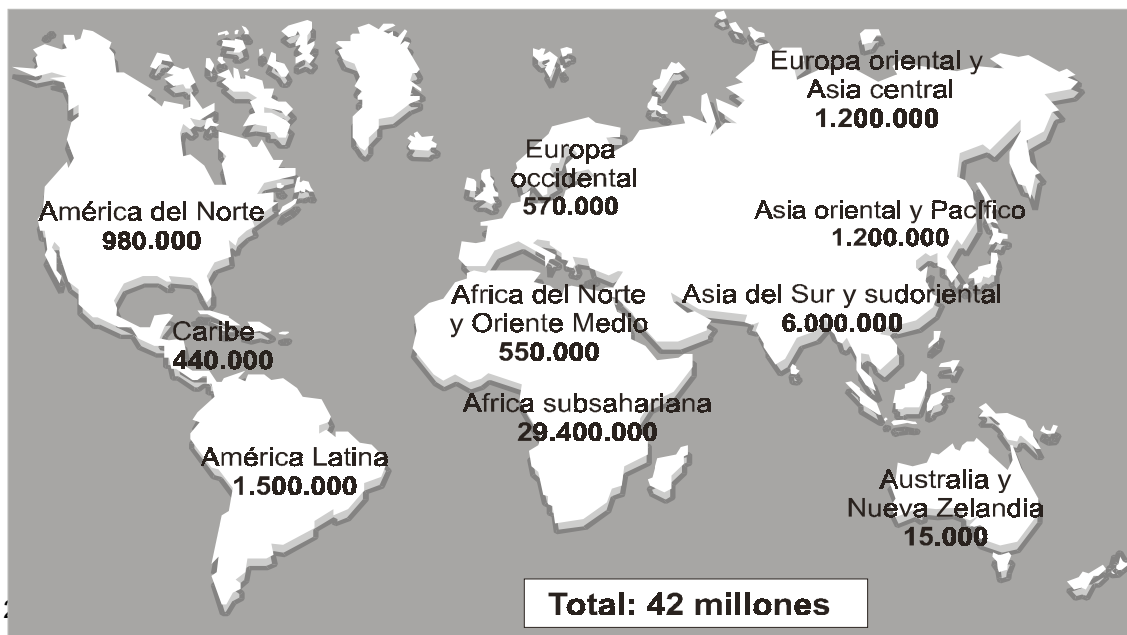 Europa oriental y
Asia central
1.200.000
Europa
occidental
570.000
América del Norte
980.000
Asia oriental y Pacífico
1.200.000
Africa del Norte
y Oriente Medio
550.000
Asia del Sur y sudoriental
6.000.000
Caribe
440.000
Africa subsahariana
29.400.000
América Latina
1.500.000
Australia y
Nueva Zelandia
15.000
Total: 42 millones